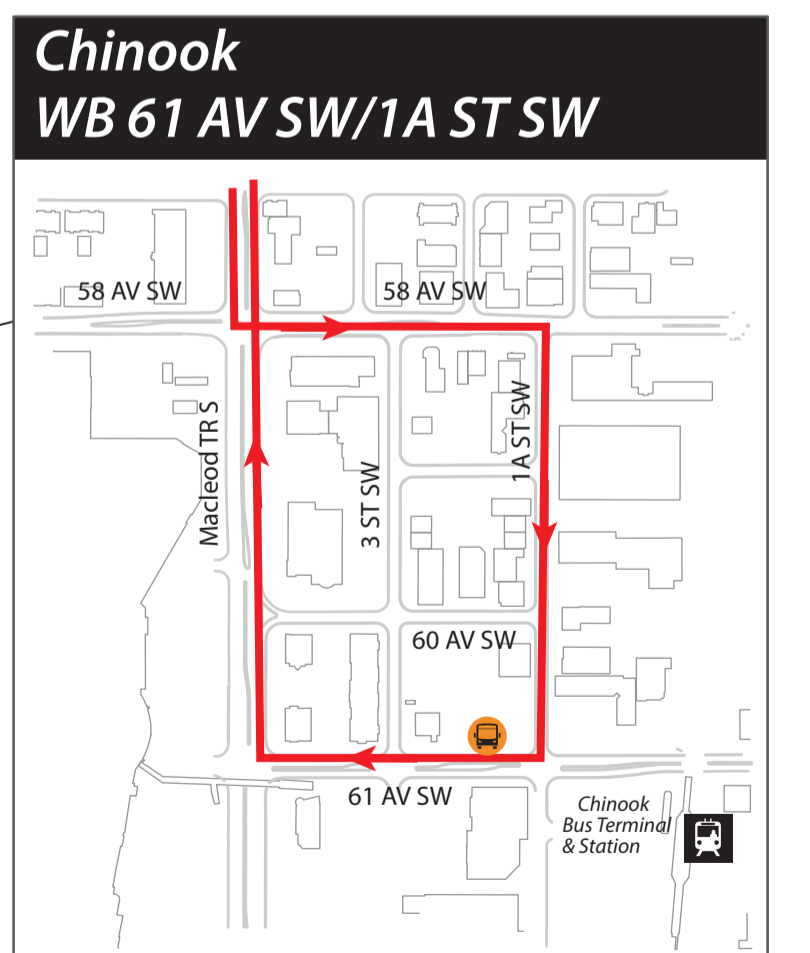 Chinook
WB 61 AV SW/1A ST SW
58 AV SW
58 AV SW
Macleod TR S
3 ST SW
1A ST SW
60 AV SW
61 AV SW
Chinook
Bus Terminal
& Station